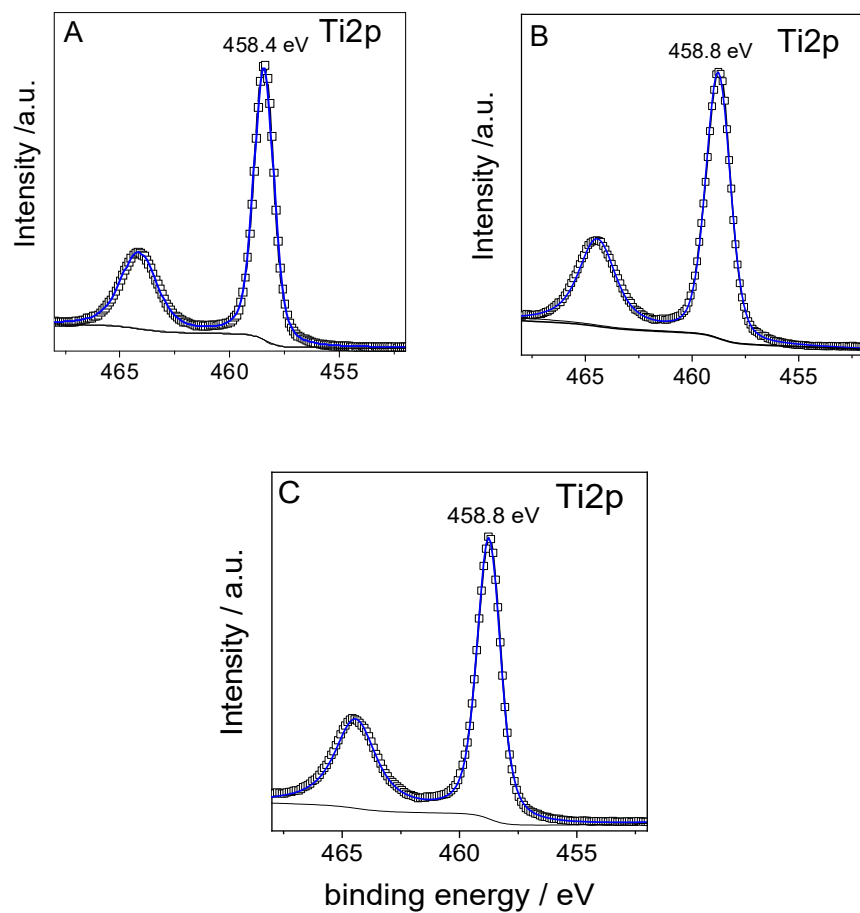 A
458.4 eV
Ti2p
Intensity /a.u.
465
460
455
B
458.8 eV
Ti2p
Intensity /a.u.
465
460
455
C
458.8 eV
Ti2p
Intensity / a.u.
465
460
455
binding energy / eV